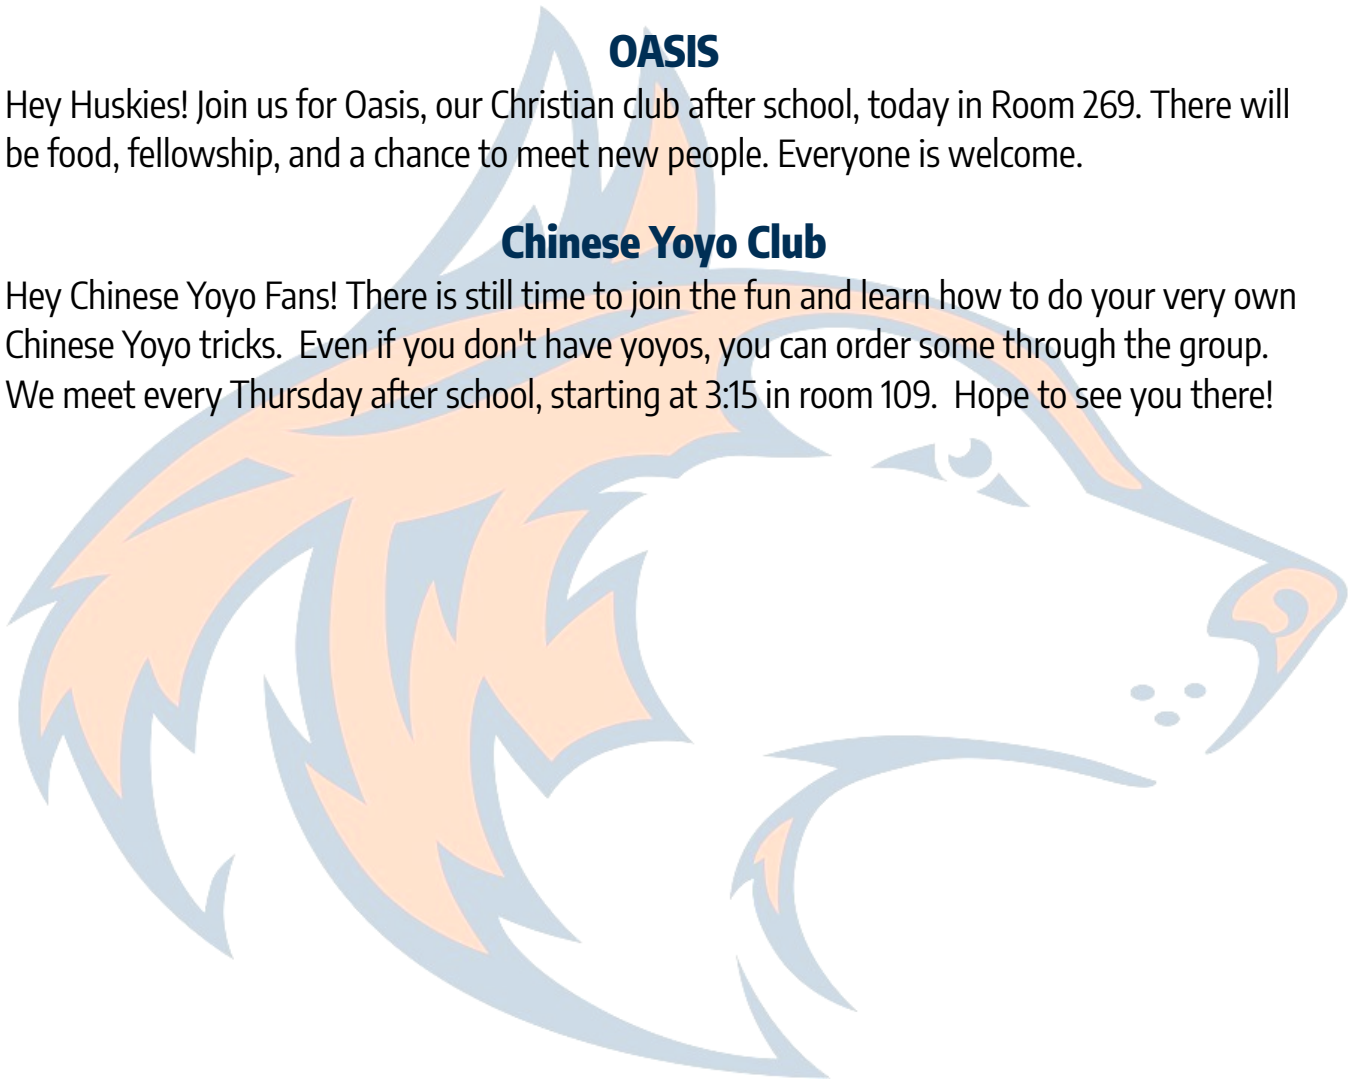 OASIS
Hey Huskies! Join us for Oasis, our Christian club after school, today in Room 269. There will
be food, fellowship, and a chance to meet new people. Everyone is welcome.
Chinese Yoyo Club
Hey Chinese Yoyo Fans! There is still time to join the fun and learn how to do your very own
Chinese Yoyo tricks.  Even if you don't have yoyos, you can order some through the group.
We meet every Thursday after school, starting at 3:15 in room 109.  Hope to see you there!